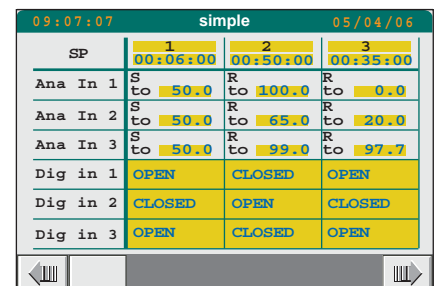 09:07:07 simple 05/04/06
SP 1 2 3
00:06:00 00:50:00 00:35:00
S R R
Ana In 1 to 50.0 to 100.0 to 0.0
S R R
Ana In 2 to 50.0 to 65.0 to 20.0
S R R
Ana In 3 to 50.0 to 99.0 to 97.7
Dig in 1 OPEN CLOSED OPEN
Dig in 2 CLOSED OPEN CLOSED
Dig in 3 OPEN CLOSED OPEN